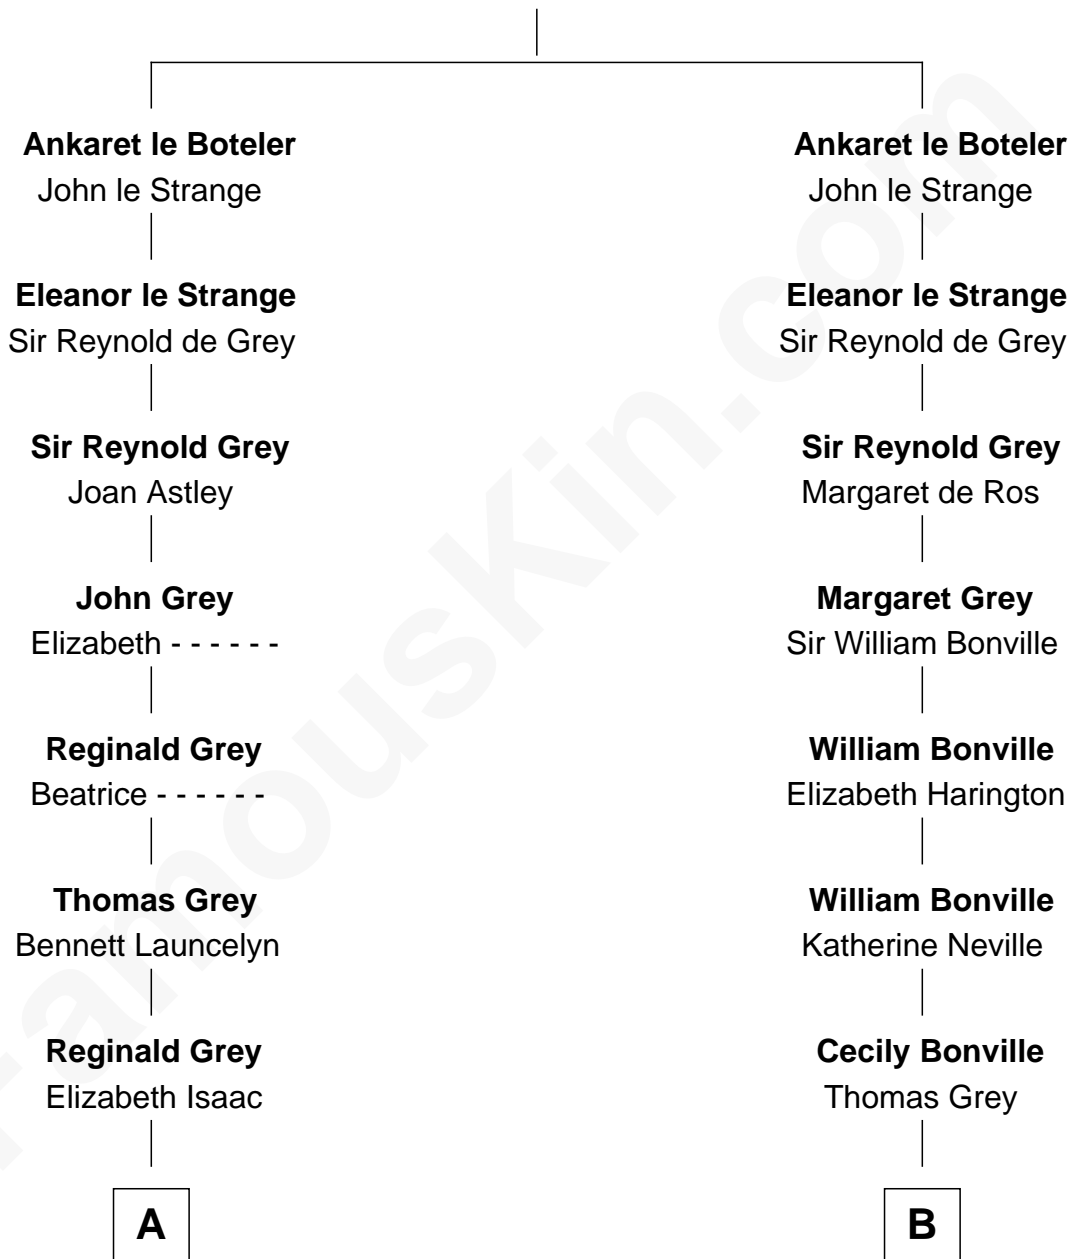 Ankaret le Boteler
John le Strange
Eleanor le Strange
Sir Reynold de Grey
Sir Reynold Grey
Joan Astley
John Grey
Elizabeth - - - - - -
Reginald Grey
Beatrice - - - - - -
Thomas Grey
Bennett Launcelyn
Reginald Grey
Elizabeth Isaac
A
Ankaret le Boteler
John le Strange
Eleanor le Strange
Sir Reynold de Grey
Sir Reynold Grey
Margaret de Ros
Margaret Grey
Sir William Bonville
William Bonville
Elizabeth Harington
William Bonville
Katherine Neville
Cecily Bonville
Thomas Grey
B
FamousKin.com